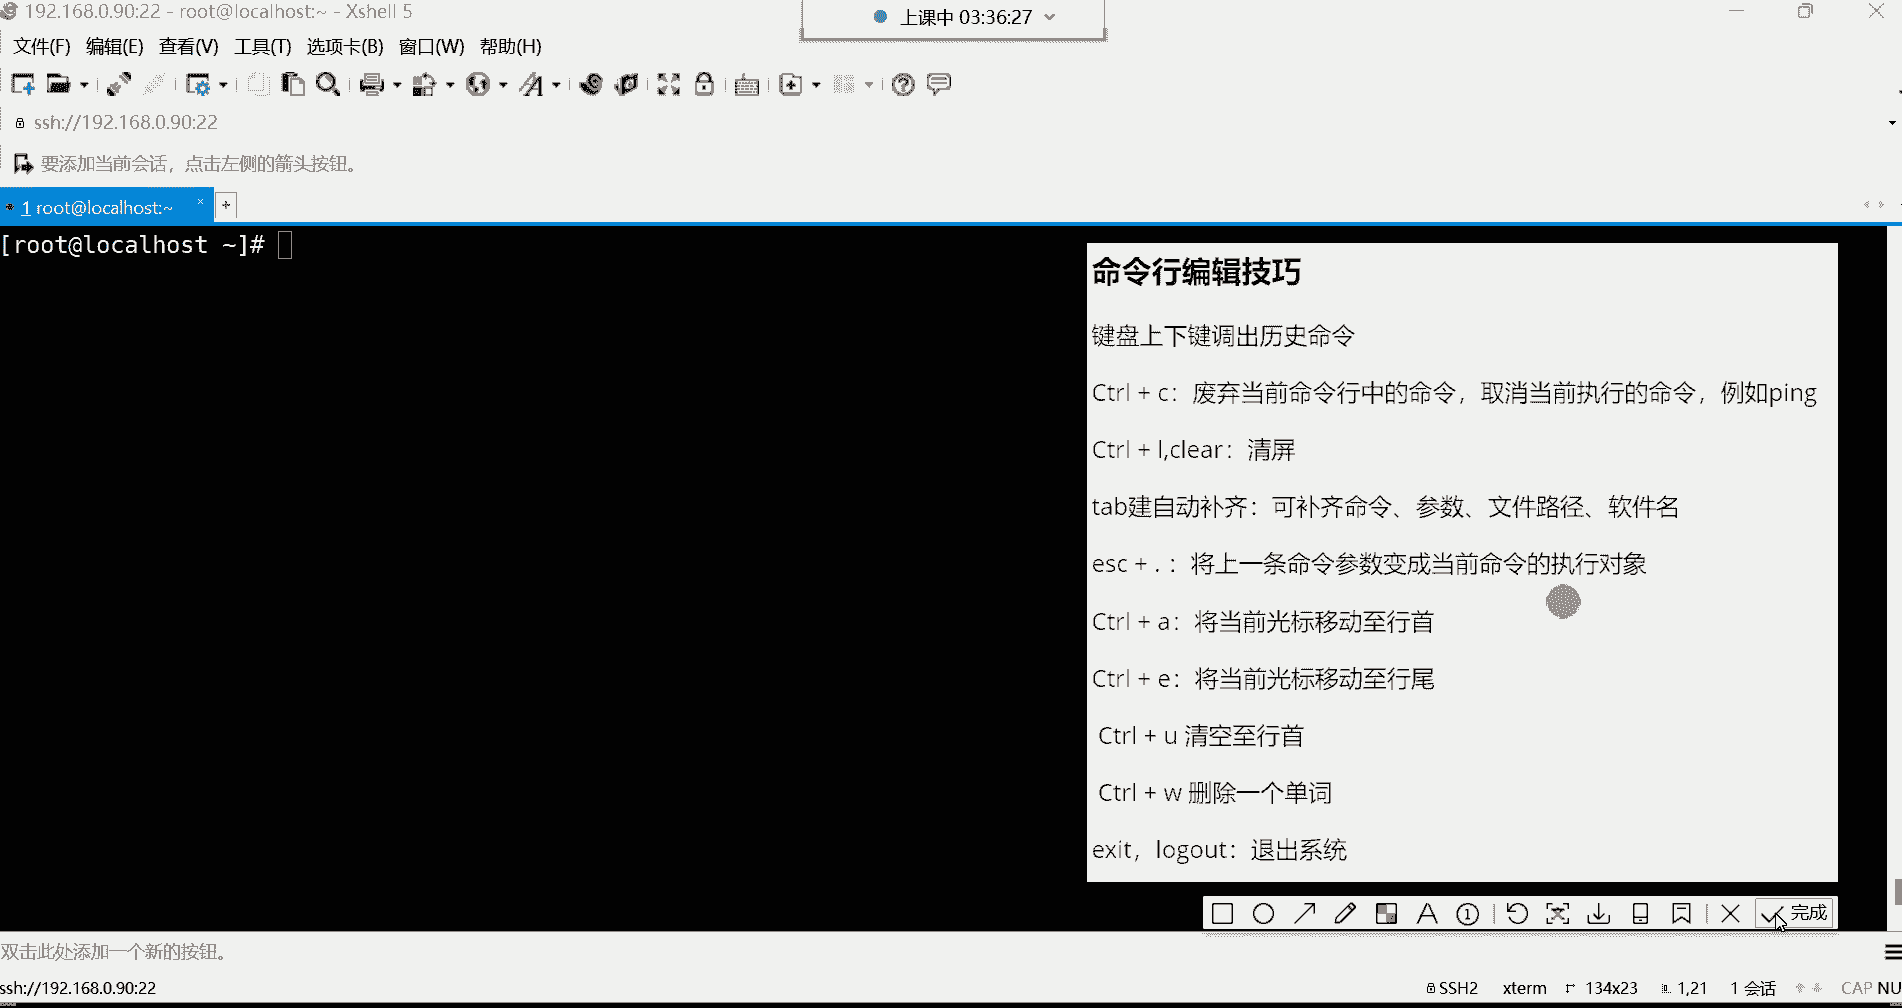 192.168.0.90:22 - root@localhost:~ - Xshell 5
上课中 03:36:27
文件(F) 编辑(E) 查看(V) 工具(T) 选项卡(B) 窗口(W) 帮助(H)
ssh://192.168.0.90:22
要添加当前会话，点击左侧的箭头按钮。
1 root@localhost:~
[root@localhost ~]#
命令行编辑技巧
键盘上下键调出历史命令
Ctrl + c：废弃当前命令行中的命令，取消当前执行的命令，例如ping
Ctrl + l,clear：清屏
tab建自动补齐：可补齐命令、参数、文件路径、软件名
esc + . ：将上一条命令参数变成当前命令的执行对象
Ctrl + a：将当前光标移动至行首
Ctrl + e：将当前光标移动至行尾
Ctrl + u 清空至行首
Ctrl + w 删除一个单词
exit，logout：退出系统
完成
双击此处添加一个新的按钮。
ssh://192.168.0.90:22 SSH2 xterm 134x23 1,21 1 会话 CAP NU